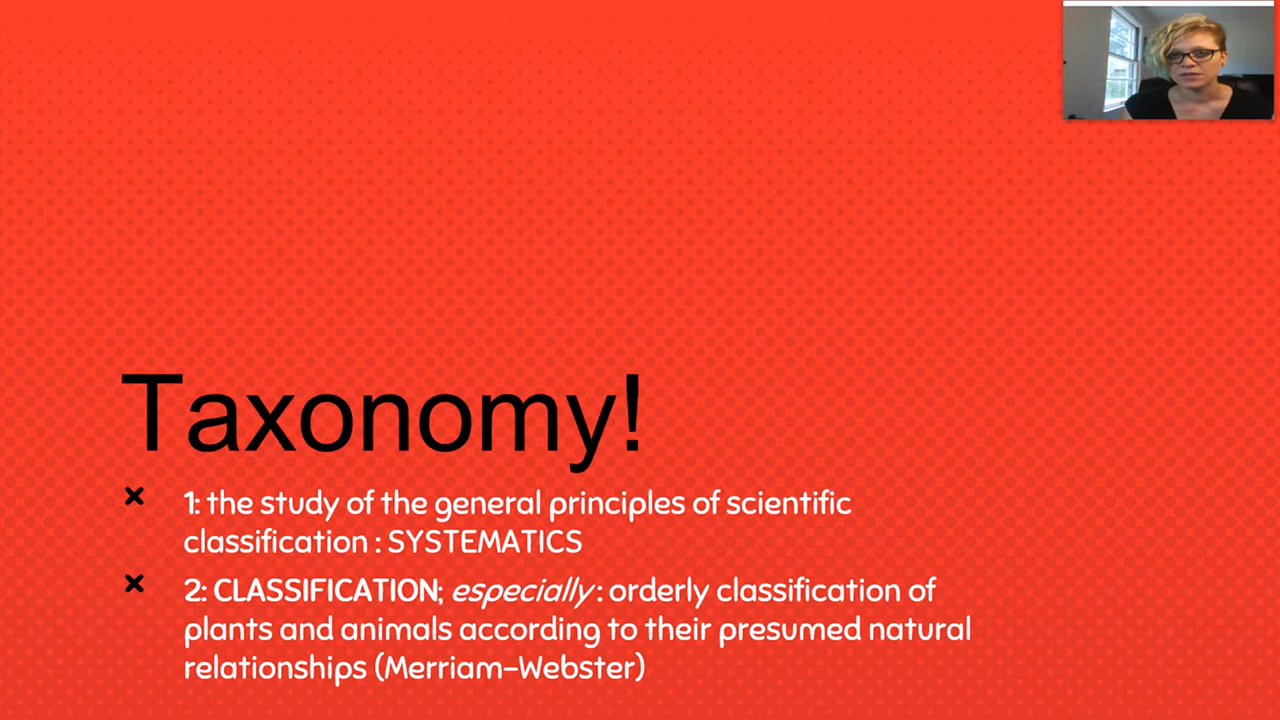 Taxonomy!
1: the study of the general principles of scientific
classification : SYSTEMATICS
2: CLASSIFICATION; especially : orderly classification of
plants and animals according to their presumed natural
relationships (Merriam-Webster)